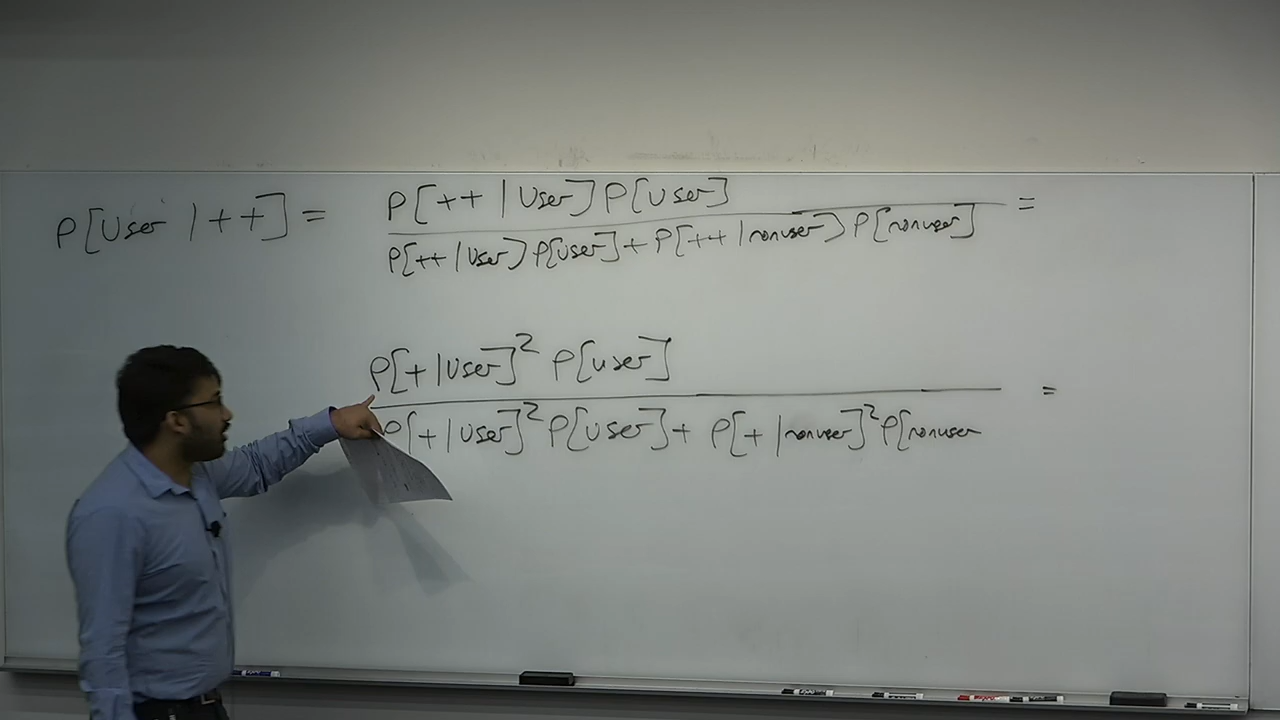 P[User | ++] =
P[++ | User] P[User] =
P[++ | User) P[User] + P[++ | nonuser) P[nonuser]
P[+ | User]² P[user] =
P[+ | User]² P[User] + P[+ | nonuser]² P[nonuser